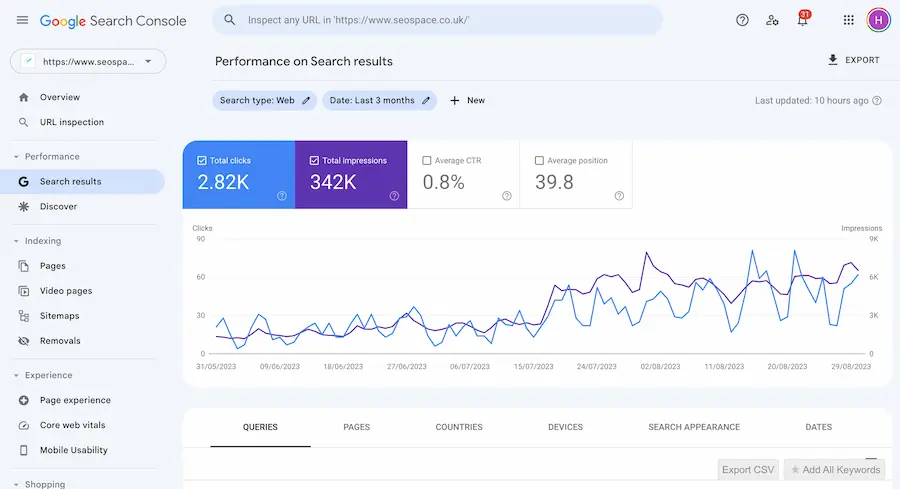 Google Search Console
Inspect any URL in 'https://www.seospace.co.uk/'
31
H
https://www.seospa...
Performance on Search results
EXPORT
Search type: Web
Date: Last 3 months
New
Last updated: 10 hours ago
Overview
URL inspection
Performance
Search results
Discover
Indexing
Pages
Video pages
Sitemaps
Removals
Experience
Page experience
Core web vitals
Mobile Usability
Shopping
Total clicks
2.82K
Total impressions
342K
Average CTR
0.8%
Average position
39.8
Clicks
Impressions
90
60
30
0
9K
6K
3K
0
31/05/2023
09/06/2023
18/06/2023
27/06/2023
06/07/2023
15/07/2023
24/07/2023
02/08/2023
11/08/2023
20/08/2023
29/08/2023
QUERIES
PAGES
COUNTRIES
DEVICES
SEARCH APPEARANCE
DATES
Export CSV
★ Add All Keywords